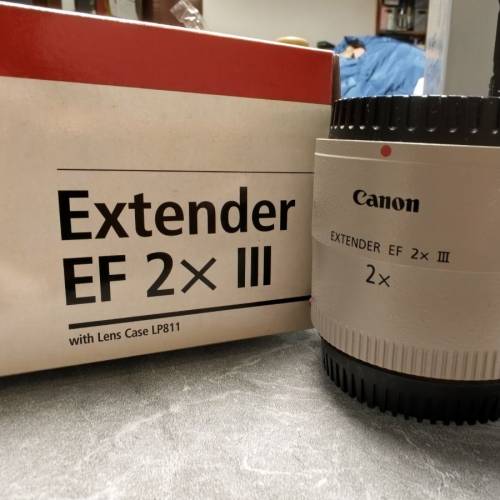 Extender
EF 2× III
with Lens Case LP811
Canon
EXTENDER EF 2× III
2×